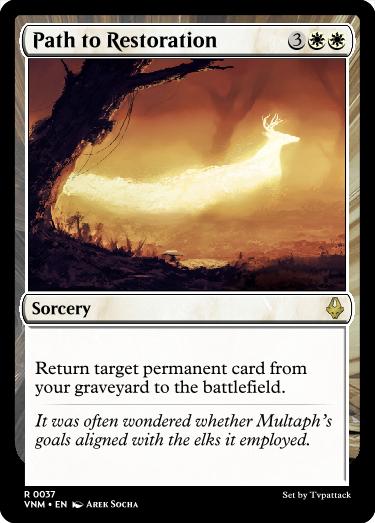 Path to Restoration 3
Sorcery
Return target permanent card from
your graveyard to the battlefield.
It was often wondered whether Multaph's
goals aligned with the elks it employed.
R 0037
VNM • EN Arek Socha
Set by Tvpattack